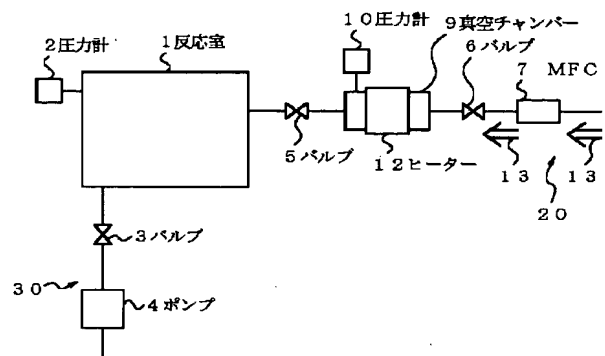 2圧力計
1反応室
10圧力計
9真空チャンバー
6バルブ
7 MFC
5バルブ
12ヒーター
13
13
20
3バルブ
30
4ポンプ